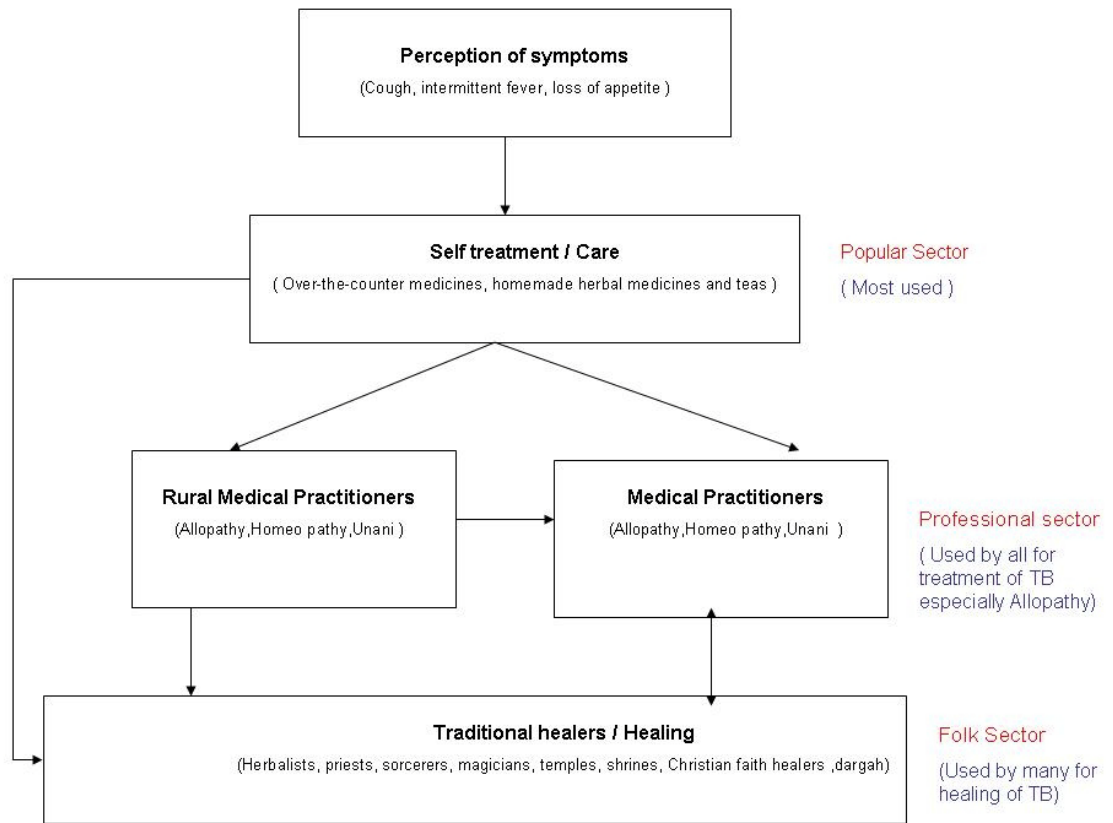 Perception of symptoms
(Cough, intermittent fever, loss of appetite )
Self treatment / Care
( Over-the-counter medicines, homemade herbal medicines and teas )
Popular Sector
( Most used )
Rural Medical Practitioners
(Allopathy,Homeo pathy,Unani )
Medical Practitioners
(Allopathy,Homeo pathy,Unani )
Professional sector
( Used by all for
treatment of TB
especially Allopathy)
Traditional healers / Healing
(Herbalists, priests, sorcerers, magicians, temples, shrines, Christian faith healers ,dargah)
Folk Sector
(Used by many for
healing of TB)